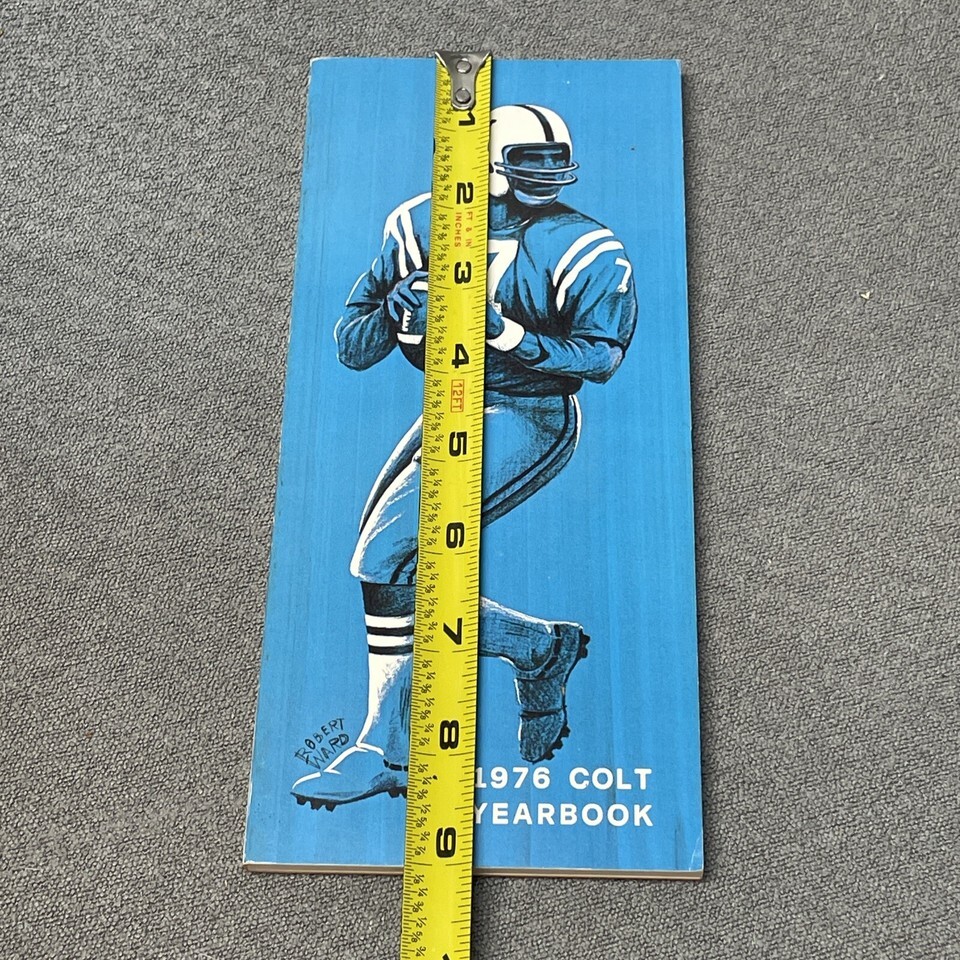 1
2
FT & IN
INCHES
3
7
7
4
12FT
5
6
7
8
ROBERT
WARD
1976 COLT
YEARBOOK
9